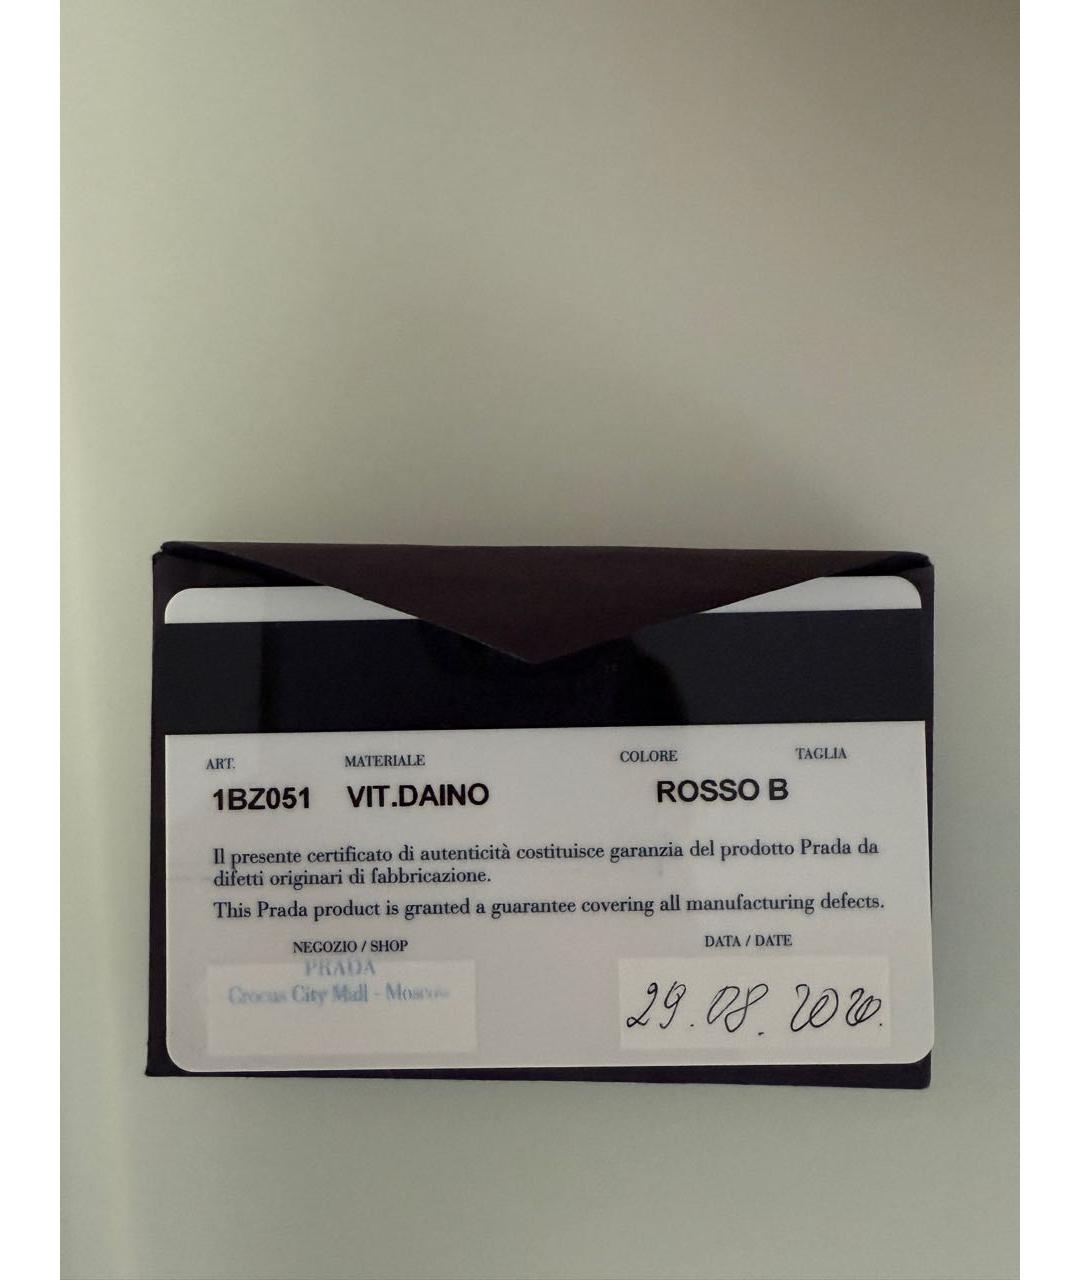 ART. MATERIALE COLORE TAGLIA
1BZ051 VIT.DAINO ROSSO B
Il presente certificato di autenticità costituisce garanzia del prodotto Prada da
difetti originari di fabbricazione.
This Prada product is granted a guarantee covering all manufacturing defects.
NEGOZIO / SHOP DATA / DATE
PRADA
Crocus City Mall - Moscow
29.08.2020.